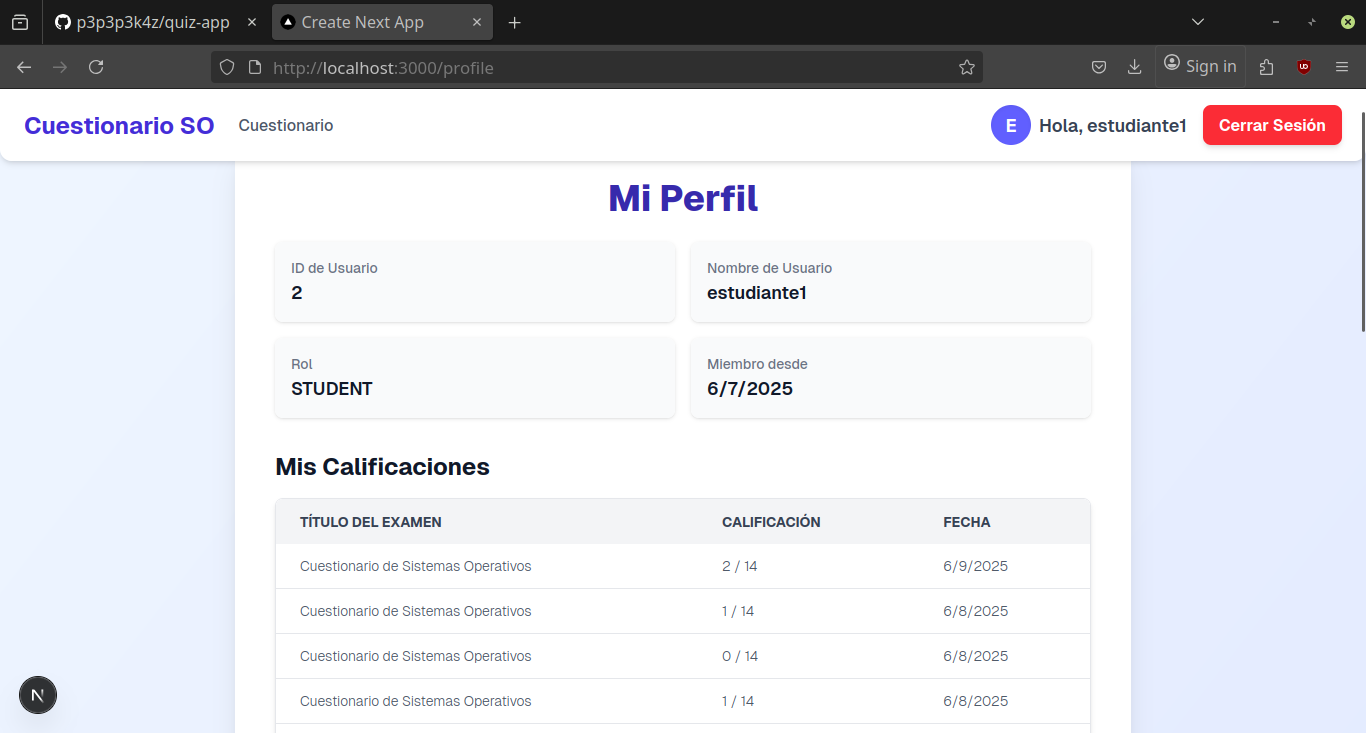 p3p3p3k4z/quiz-app
Create Next App
http://localhost:3000/profile
Sign in
Cuestionario SO
Cuestionario
E
Hola, estudiante1
Cerrar Sesión
Mi Perfil
ID de Usuario
2
Nombre de Usuario
estudiante1
Rol
STUDENT
Miembro desde
6/7/2025
Mis Calificaciones
TÍTULO DEL EXAMEN CALIFICACIÓN FECHA
Cuestionario de Sistemas Operativos 2 / 14 6/9/2025
Cuestionario de Sistemas Operativos 1 / 14 6/8/2025
Cuestionario de Sistemas Operativos 0 / 14 6/8/2025
Cuestionario de Sistemas Operativos 1 / 14 6/8/2025
N